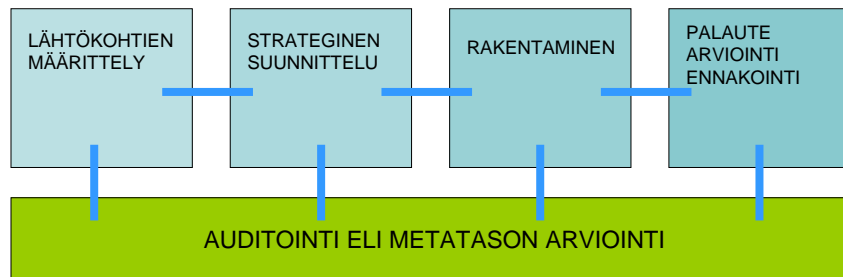 LÄHTÖKOHTIEN
MÄÄRITTELY
STRATEGINEN
SUUNNITTELU
RAKENTAMINEN
PALAUTE
ARVIOINTI
ENNAKOINTI
AUDITOINTI ELI METATASON ARVIOINTI